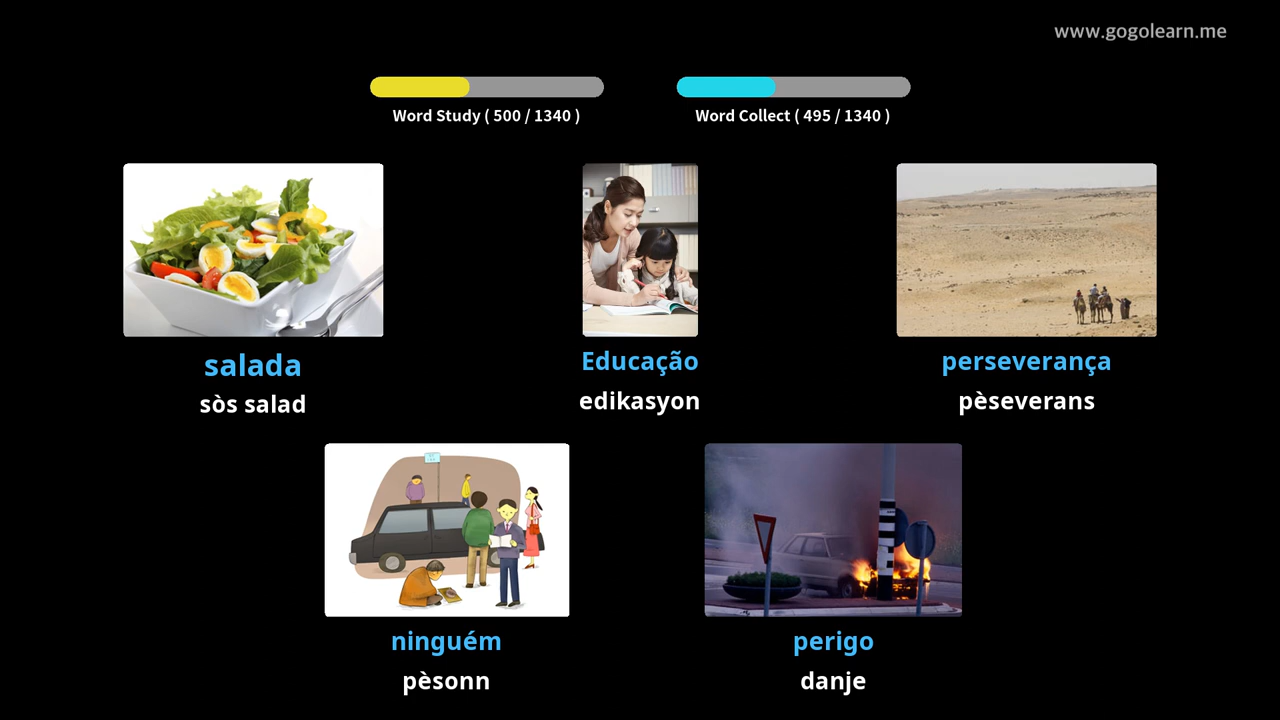 www.gogolearn.me
Word Study ( 500 / 1340 )
Word Collect ( 495 / 1340 )
salada
sòs salad
Educação
edikasyon
perseverança
pèseverans
ninguém
pèsonn
perigo
danje